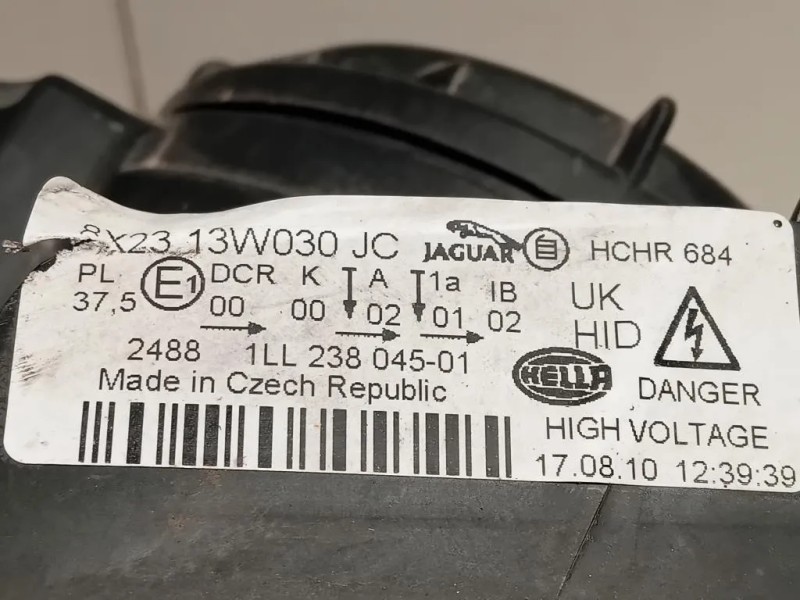 8X23 13W030 JC JAGUAR 自 HCHR 684
PL 37,5 E1 DCR 00 K 00 A 02 1a 01 IB 02 UK HID
2488 1LL 238 045-01
HELLA
Made in Czech Republic
DANGER
HIGH VOLTAGE
17.08.10 12:39:39